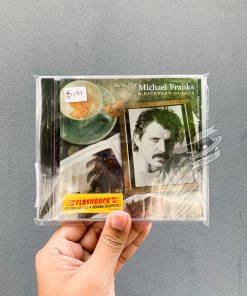 $199
The Best Of
Michael Franks
A BACKWARD GLANCE
FLASHBACK